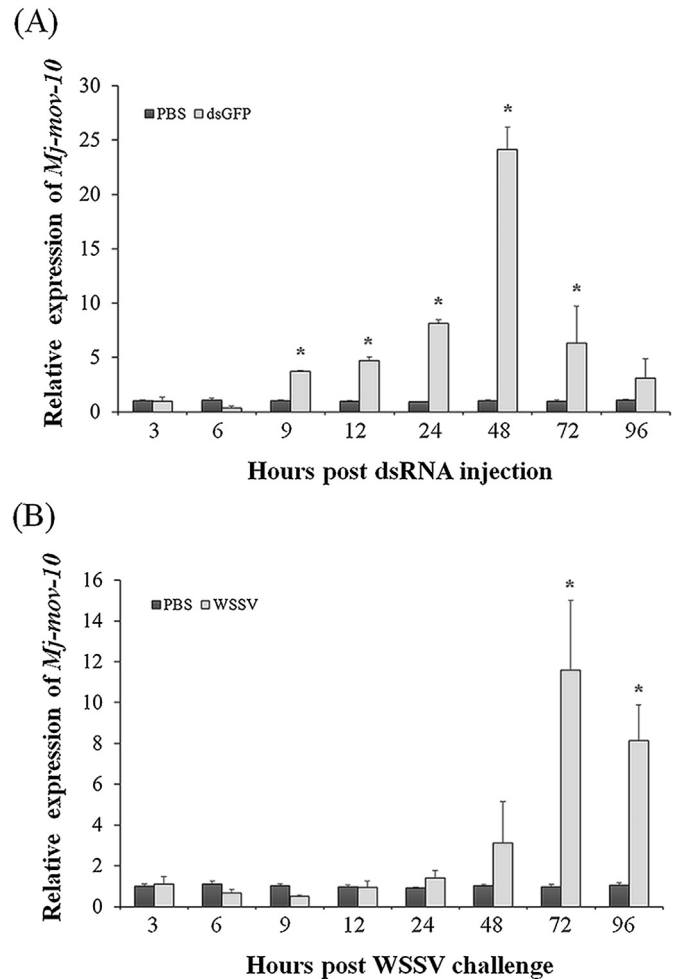 (A)
Relative expression of Mj-mov-10
30
25
20
15
10
5
0
PBS dsGFP
*
*
*
*
*
3 6 9 12 24 48 72 96
Hours post dsRNA injection
(B)
Relative expression of Mj-mov-10
16
14
12
10
8
6
4
2
0
PBS WSSV
*
*
3 6 9 12 24 48 72 96
Hours post WSSV challenge